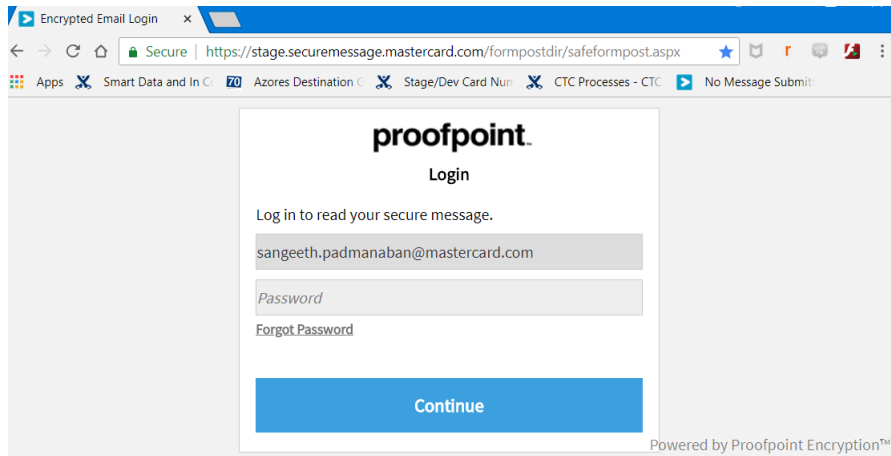 Encrypted Email Login
Secure | https://stage.securemessage.mastercard.com/formpostdir/safeformpost.aspx
Apps Smart Data and In C 70 Azores Destination Stage/Dev Card Num CTC Processes - CTC No Message Submit
proofpoint™
Login
Log in to read your secure message.
sangeeth.padmanaban@mastercard.com
Password
Forgot Password
Continue
Powered by Proofpoint Encryption™